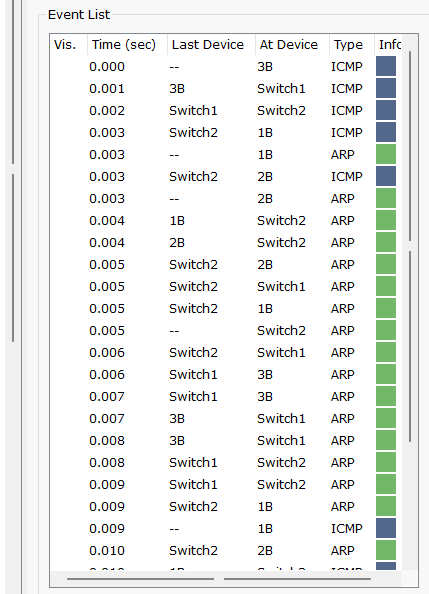 Event List
Vis. Time (sec) Last Device At Device Type Info
0.000 -- 3B ICMP
0.001 3B Switch1 ICMP
0.002 Switch1 Switch2 ICMP
0.003 Switch2 1B ICMP
0.003 -- 1B ARP
0.003 Switch2 2B ICMP
0.003 -- 2B ARP
0.004 1B Switch2 ARP
0.004 2B Switch2 ARP
0.005 Switch2 2B ARP
0.005 Switch2 Switch1 ARP
0.005 Switch2 1B ARP
0.005 -- Switch2 ARP
0.006 Switch2 Switch1 ARP
0.006 Switch1 3B ARP
0.007 Switch1 3B ARP
0.007 3B Switch1 ARP
0.008 3B Switch1 ARP
0.008 Switch1 Switch2 ARP
0.009 Switch1 Switch2 ARP
0.009 Switch2 1B ARP
0.009 -- 1B ICMP
0.010 Switch2 2B ARP